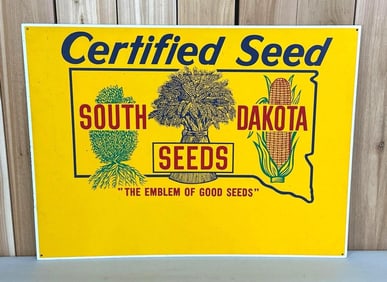 Certified Seed
SOUTH DAKOTA
SEEDS
"THE EMBLEM OF GOOD SEEDS"